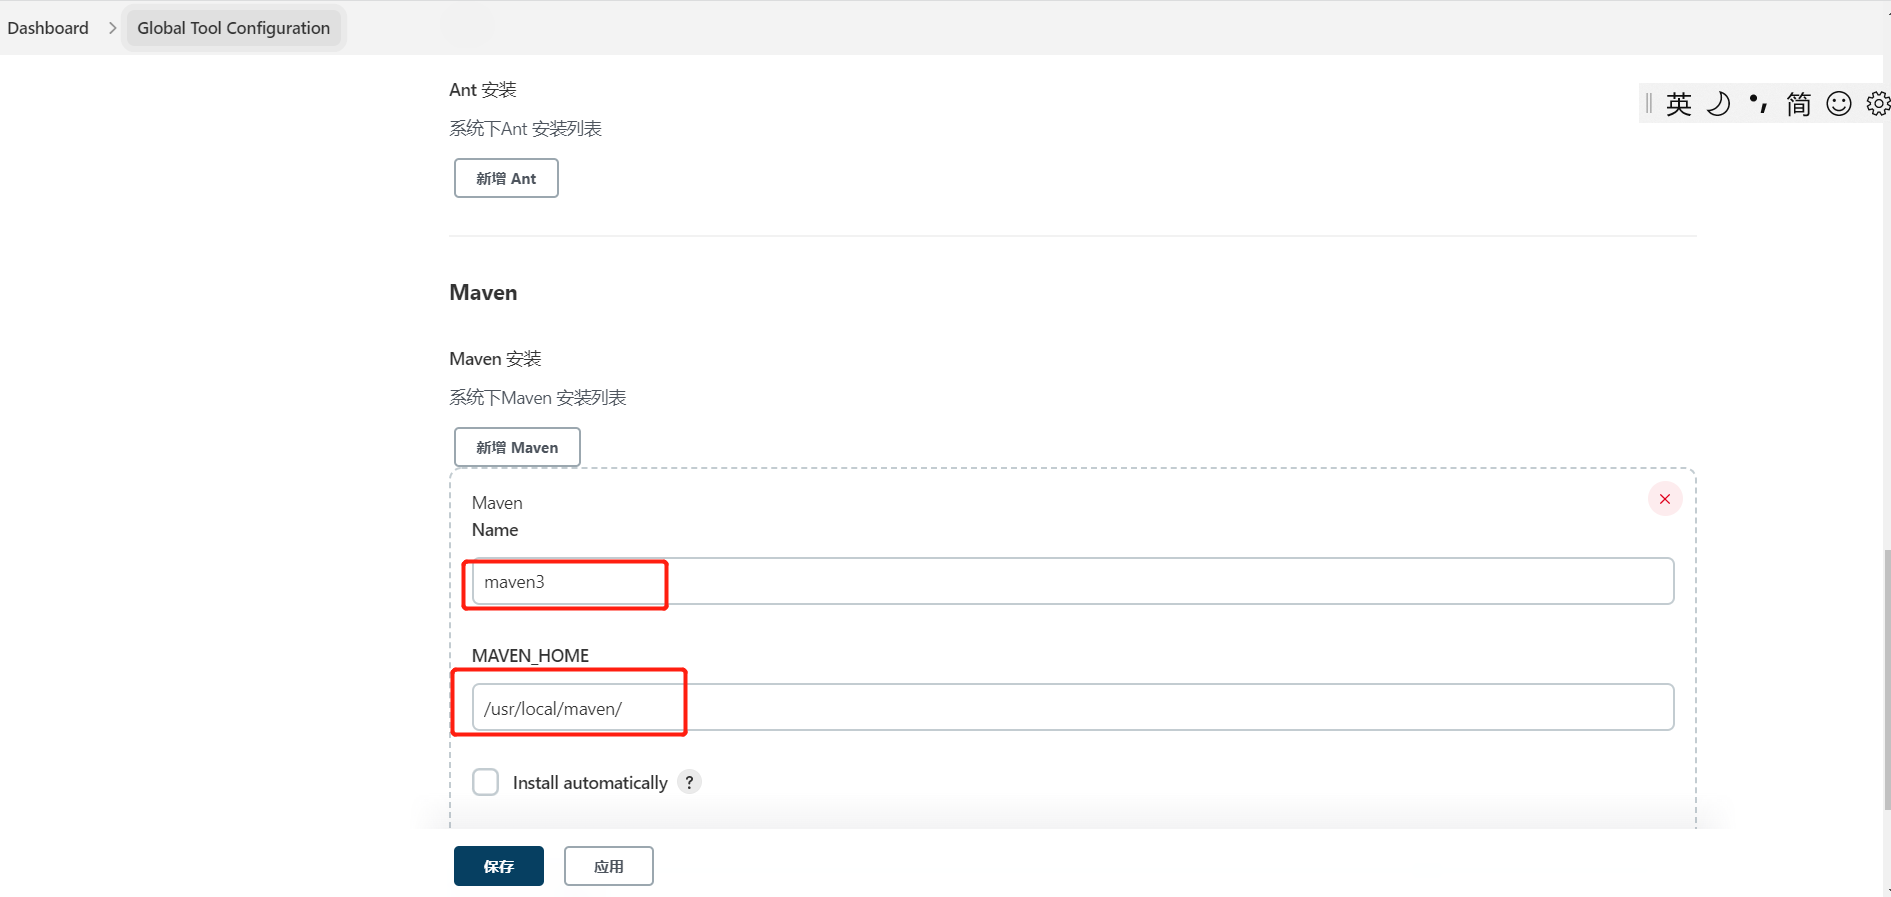 Dashboard
Global Tool Configuration
Ant 安装
英 简
系统下Ant 安装列表
新增 Ant
Maven
Maven 安装
系统下Maven 安装列表
新增 Maven
Maven
Name
maven3
MAVEN_HOME
/usr/local/maven/
Install automatically ?
保存 应用